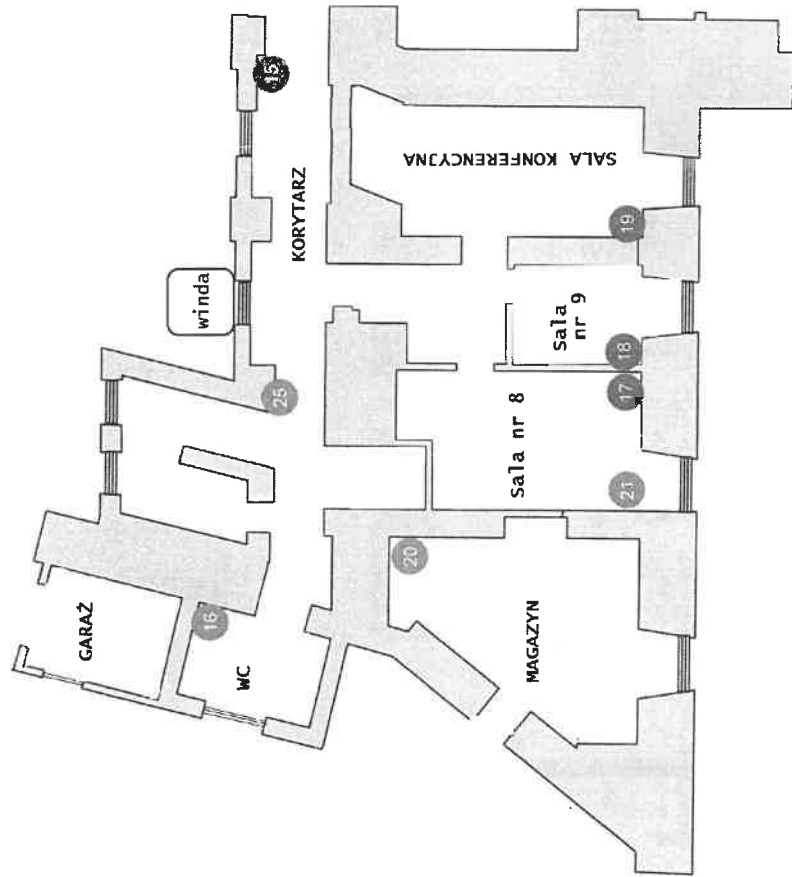 15
KORYTARZ
SALA KONFERENCYJNA
winda
19
Sala
nr 9
18
25
17
Sala nr 8
21
20
GARAŻ
16
WC
MAGAZYN